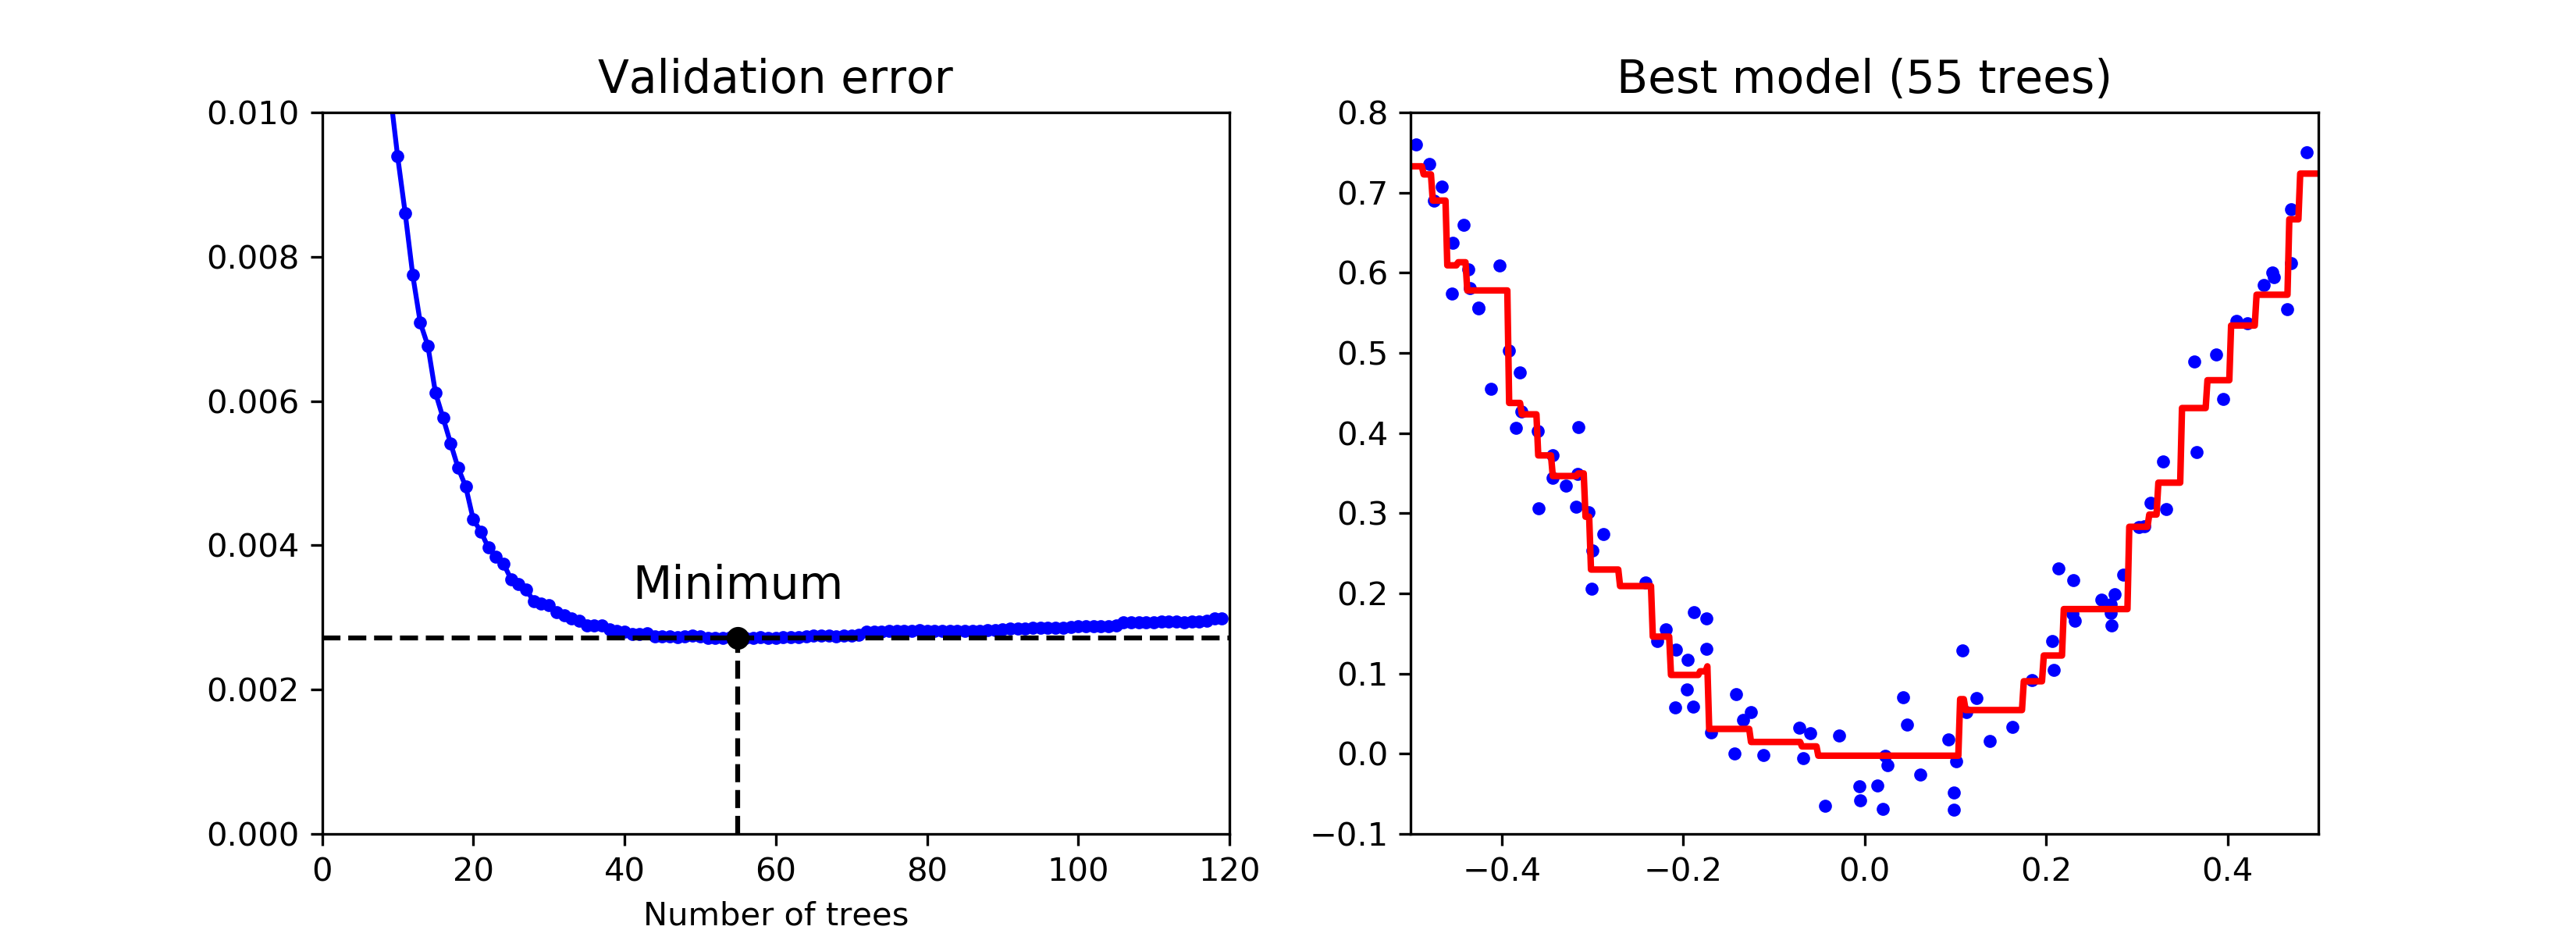 Validation error
0.010
0.008
0.006
0.004
0.002
0.000
Minimum
0 20 40 60 80 100 120
Number of trees
Best model (55 trees)
0.8
0.7
0.6
0.5
0.4
0.3
0.2
0.1
0.0
−0.1
−0.4 −0.2 0.0 0.2 0.4